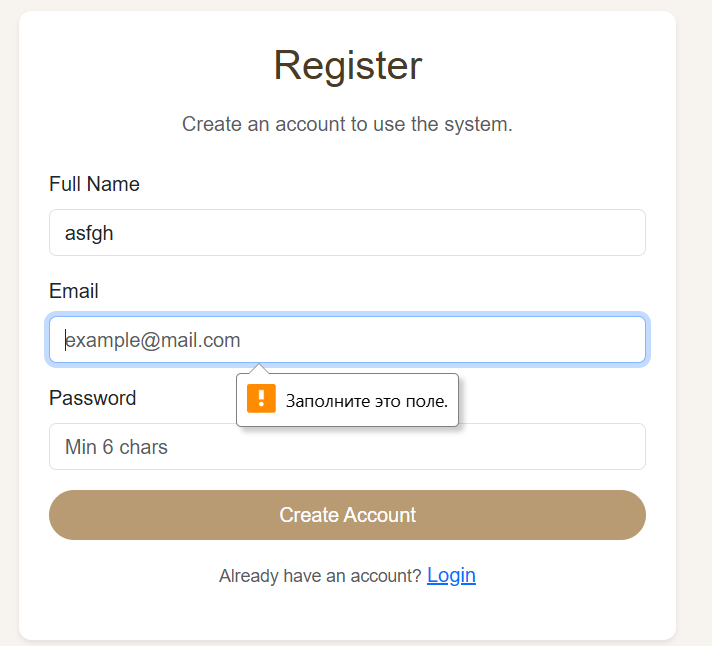 Register
Create an account to use the system.
Full Name
asfgh
Email
example@mail.com
Заполните это поле.
Password
Min 6 chars
Create Account
Already have an account? Login